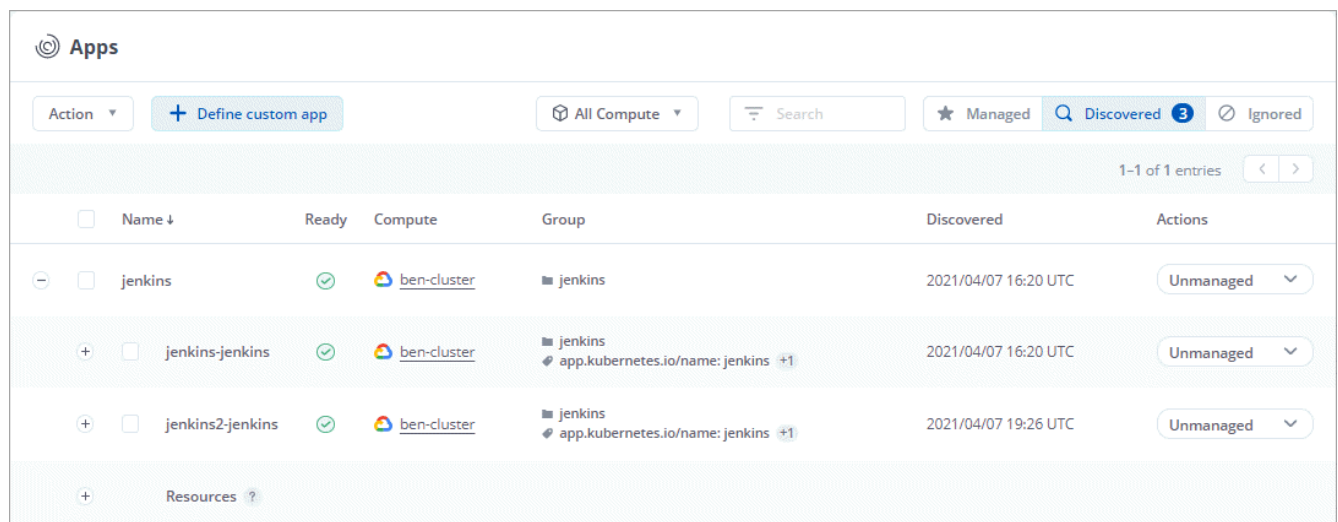 Apps
Action
+ Define custom app
All Compute
Search
Managed
Discovered 3
Ignored
1–1 of 1 entries
Name ↓ Ready Compute Group Discovered Actions
jenkins ben-cluster jenkins 2021/04/07 16:20 UTC Unmanaged
jenkins-jenkins ben-cluster jenkins 2021/04/07 16:20 UTC Unmanaged
app.kubernetes.io/name: jenkins +1
jenkins2-jenkins ben-cluster jenkins 2021/04/07 19:26 UTC Unmanaged
app.kubernetes.io/name: jenkins +1
Resources ?